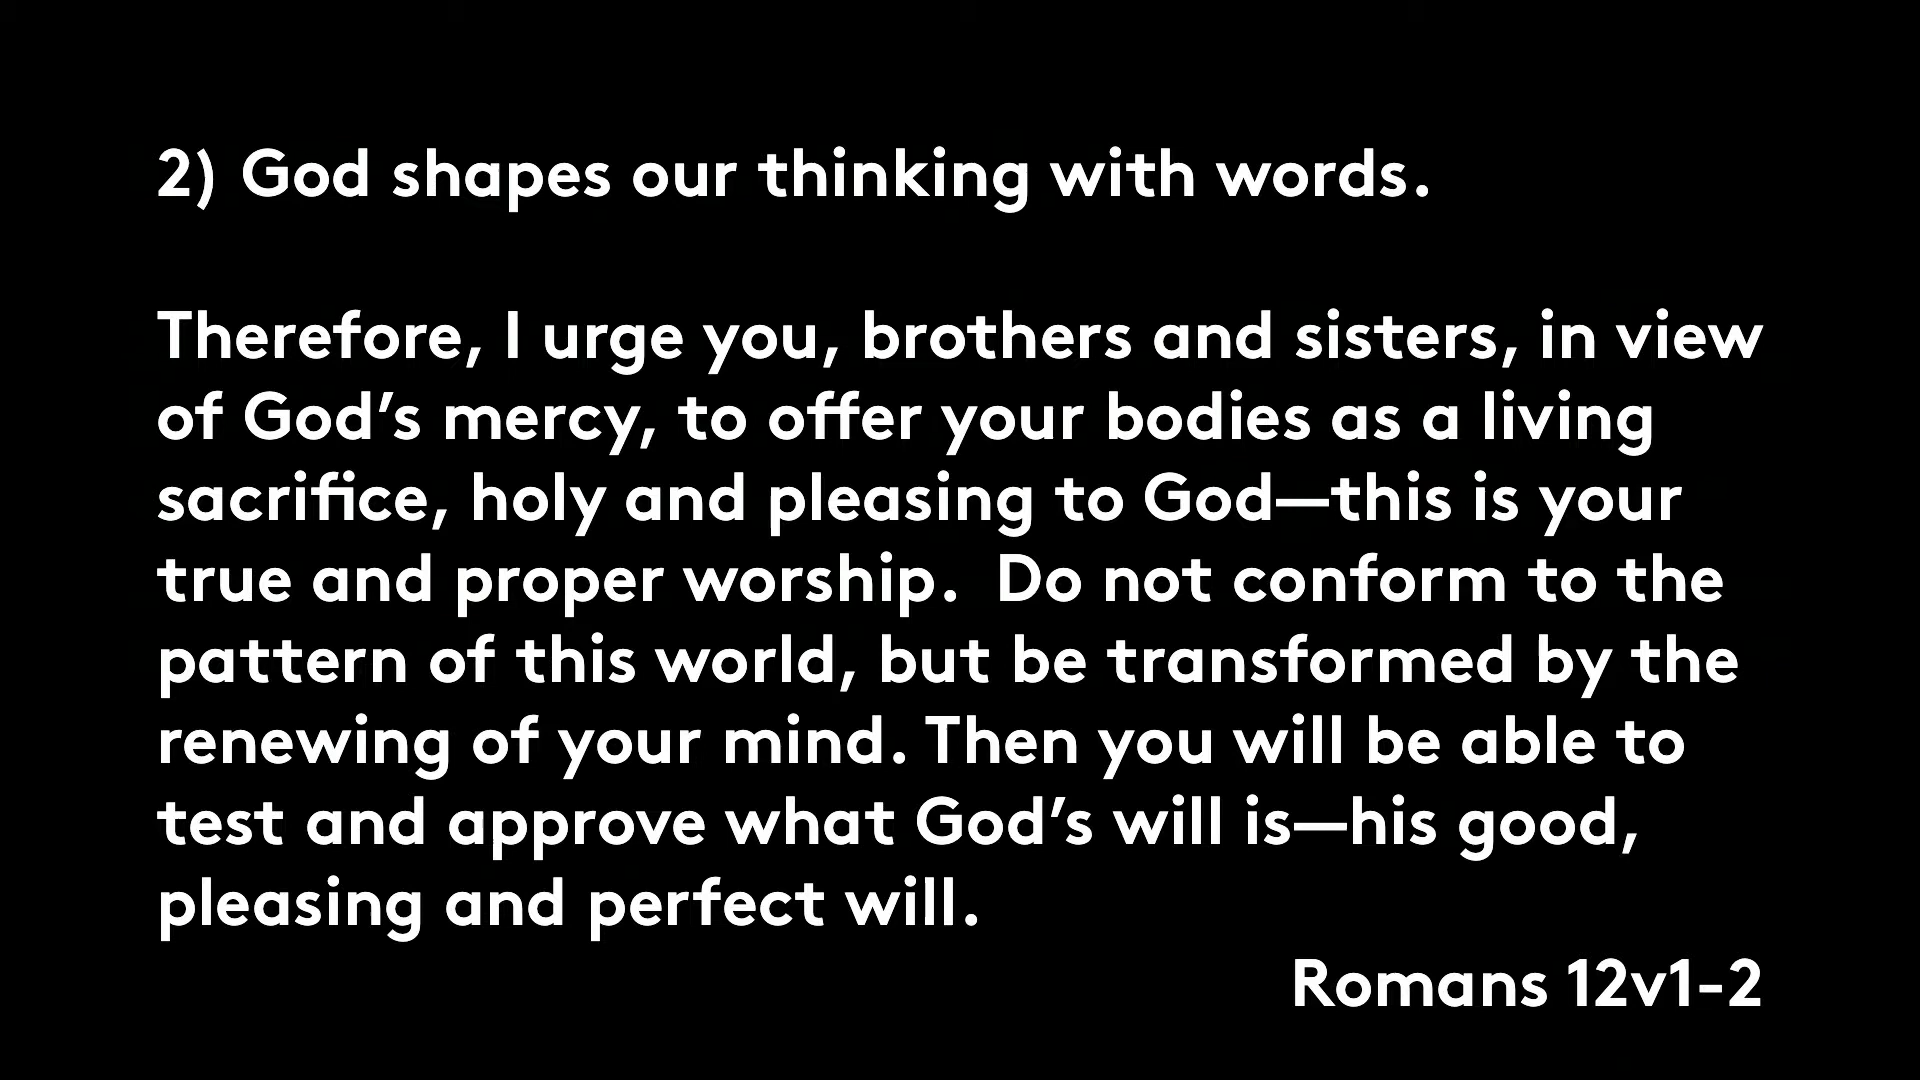 2) God shapes our thinking with words.
Therefore, I urge you, brothers and sisters, in view
of God’s mercy, to offer your bodies as a living
sacrifice, holy and pleasing to God—this is your
true and proper worship.  Do not conform to the
pattern of this world, but be transformed by the
renewing of your mind. Then you will be able to
test and approve what God’s will is—his good,
pleasing and perfect will.
Romans 12v1-2